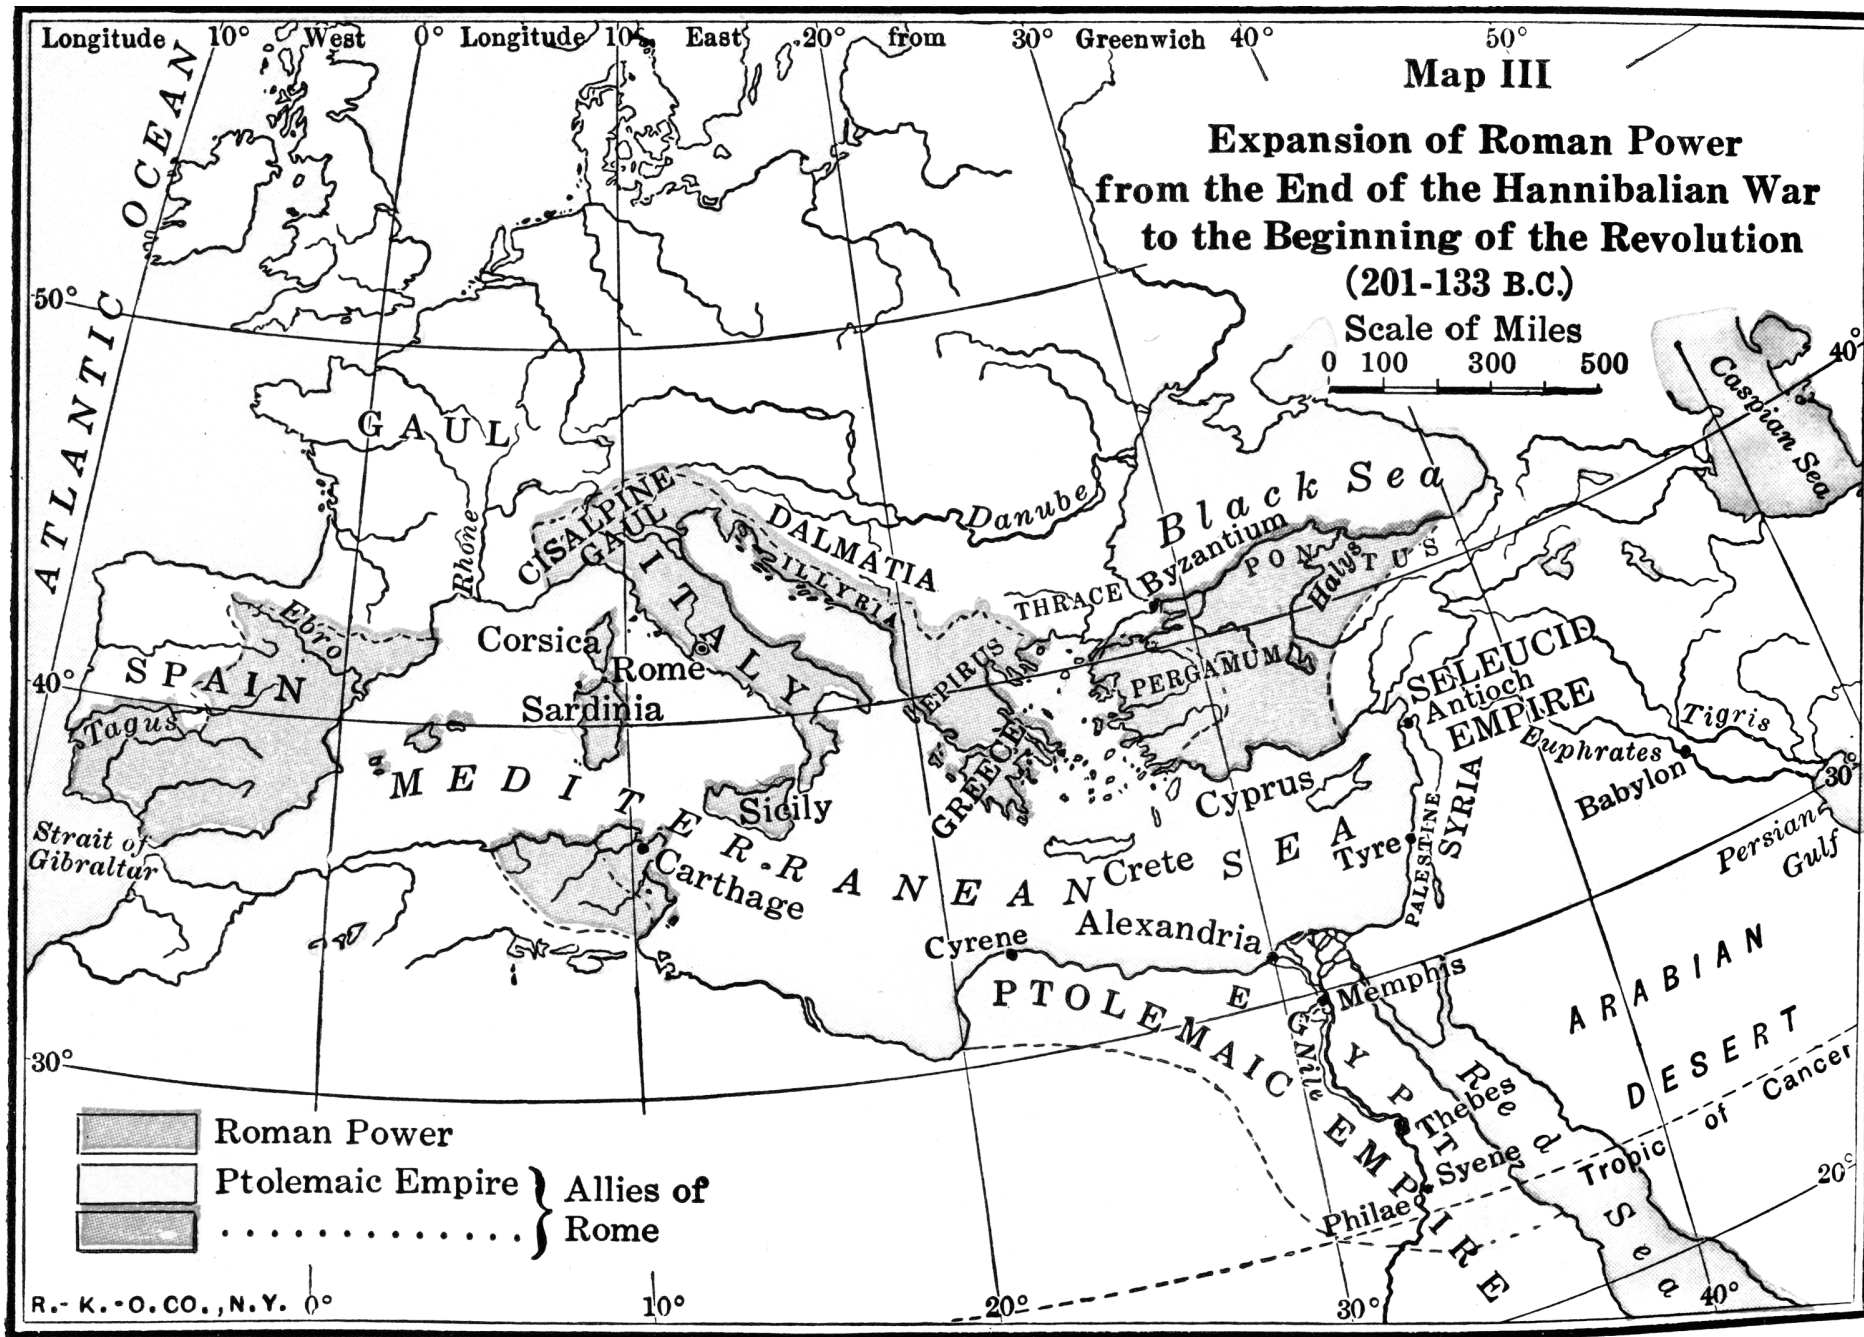 Longitude 10° West 0° Longitude 10° East 20° from 30° Greenwich 40° 50°
Map III
Expansion of Roman Power
from the End of the Hannibalian War
to the Beginning of the Revolution
(201-133 B.C.)
Scale of Miles
0 100 300 500
ATLANTIC OCEAN
50°
40°
Caspian Sea
GAUL
Rhône
CISALPINE
GAUL
DALMATIA
ILLYRIA
Danube
Black Sea
Byzantium
THRACE
PONTUS
Halys
Ebro
SPAIN
40°
Tagus
Corsica
ITALY
Rome
Sardinia
EPIRUS
PERGAMUM
SELEUCID
Antioch
EMPIRE
Tigris
Euphrates
Babylon
30°
MEDITERRANEAN SEA
Sicily
GREECE
Cyprus
Crete
Tyre
PALESTINE
SYRIA
Persian
Gulf
Strait of
Gibraltar
Carthage
Cyrene
Alexandria
Memphis
PTOLEMAIC EMPIRE
EGYPT
Nile
ARABIAN
DESERT
30°
Thebes
Red Sea
Syene
Philae
Tropic of Cancer
20°
Roman Power
Ptolemaic Empire
Allies of
Rome
R.-K.-O.CO.,N.Y. 0° 10° 20° 30° 40°